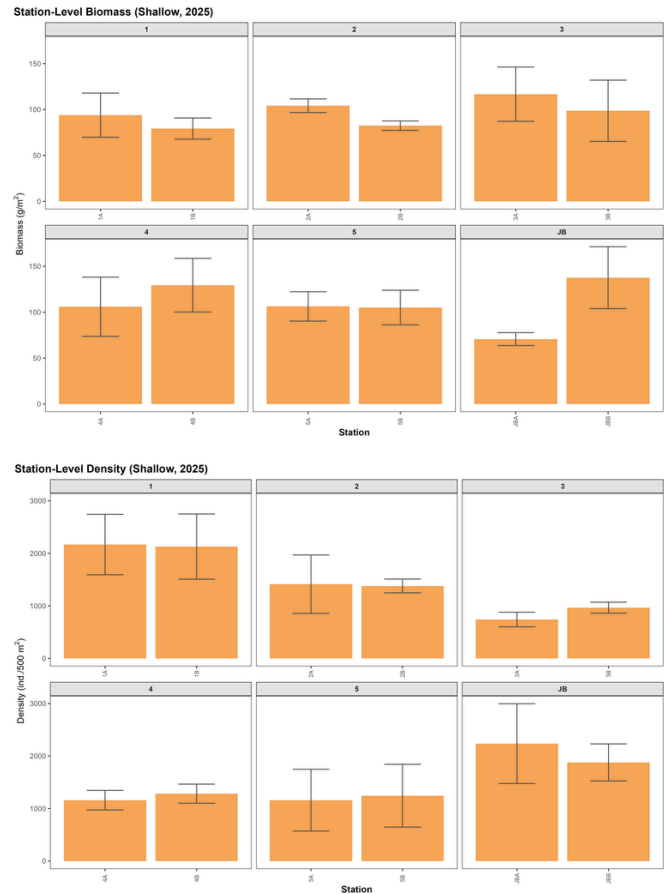 Station-Level Biomass (Shallow, 2025)
1 2 3
150
100
50
0
1A 1B 2A 2B 3A 3B
Biomass (g/m²)
4 5 JB
150
100
50
0
4A 4B 5A 5B JBA JBB
Station
Station-Level Density (Shallow, 2025)
1 2 3
3000
2000
1000
0
1A 1B 2A 2B 3A 3B
Density (ind./500 m²)
4 5 JB
3000
2000
1000
0
4A 4B 5A 5B JBA JBB
Station